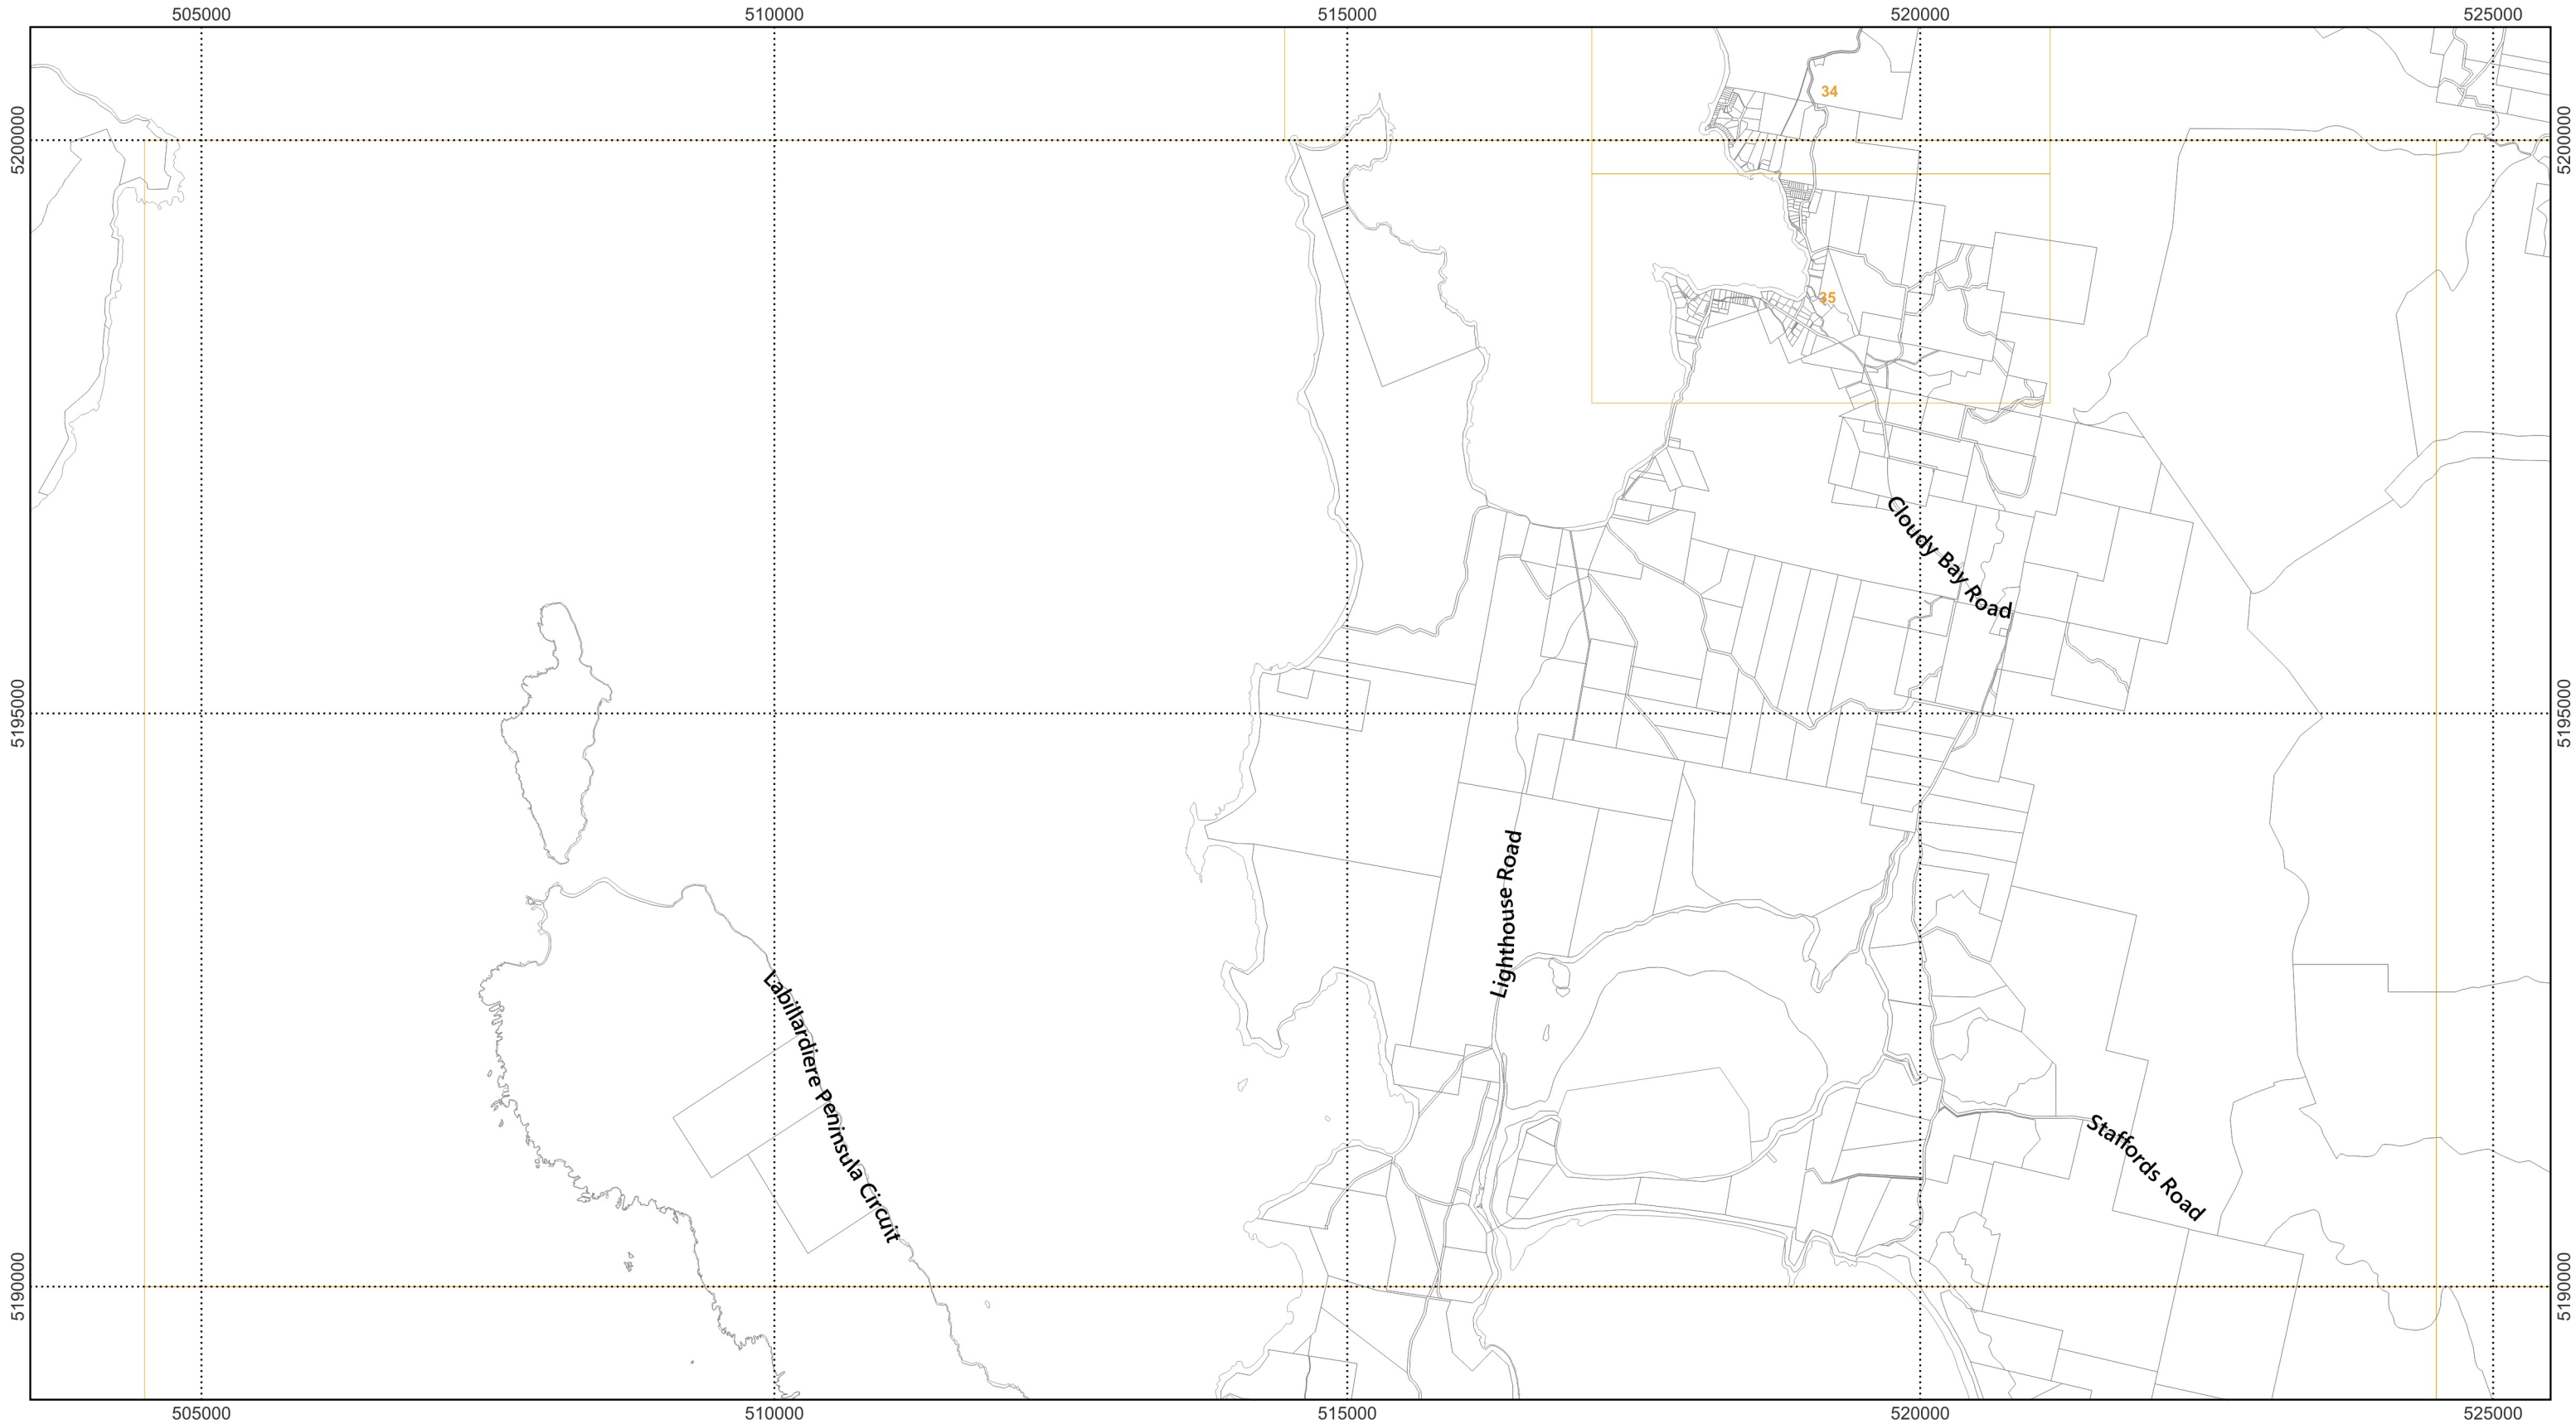 505000 510000 515000 520000 525000
34
5200000 5200000
35
Cloudy Bay Road
5195000 5195000
Lighthouse Road
Labillardiere Peninsula Circuit
Staffords Road
5190000 5190000
505000 510000 515000 520000 525000